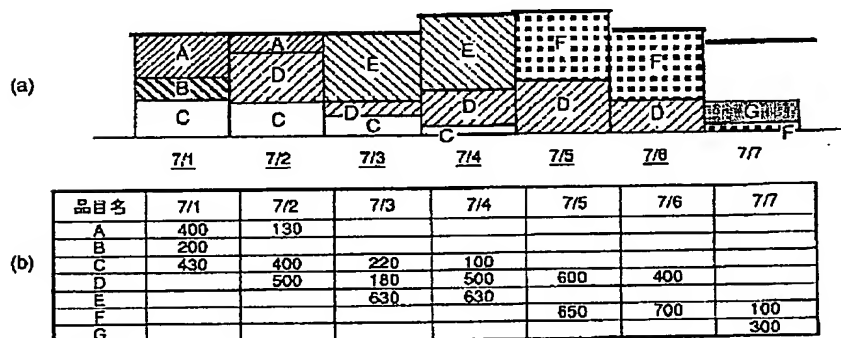 (a)
A A E E F F
B D
C C D C D C D D G F
7/1 7/2 7/3 7/4 7/5 7/6 7/7
(b)
品目名 7/1 7/2 7/3 7/4 7/5 7/6 7/7
A 400 130
B 200
C 430 400 220 100
D 500 180 500 600 400
E 630 630
F 650 700 100
G 300